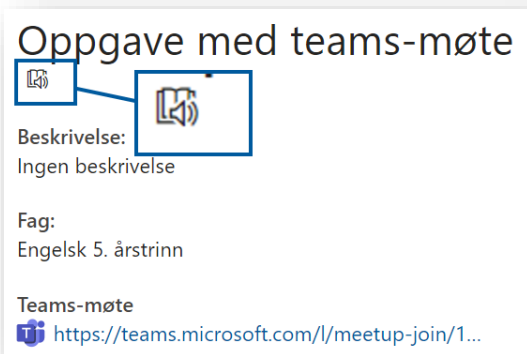 Oppgave med teams-møte
Beskrivelse:
Ingen beskrivelse
Fag:
Engelsk 5. årstrinn
Teams-møte
https://teams.microsoft.com/l/meetup-join/1...